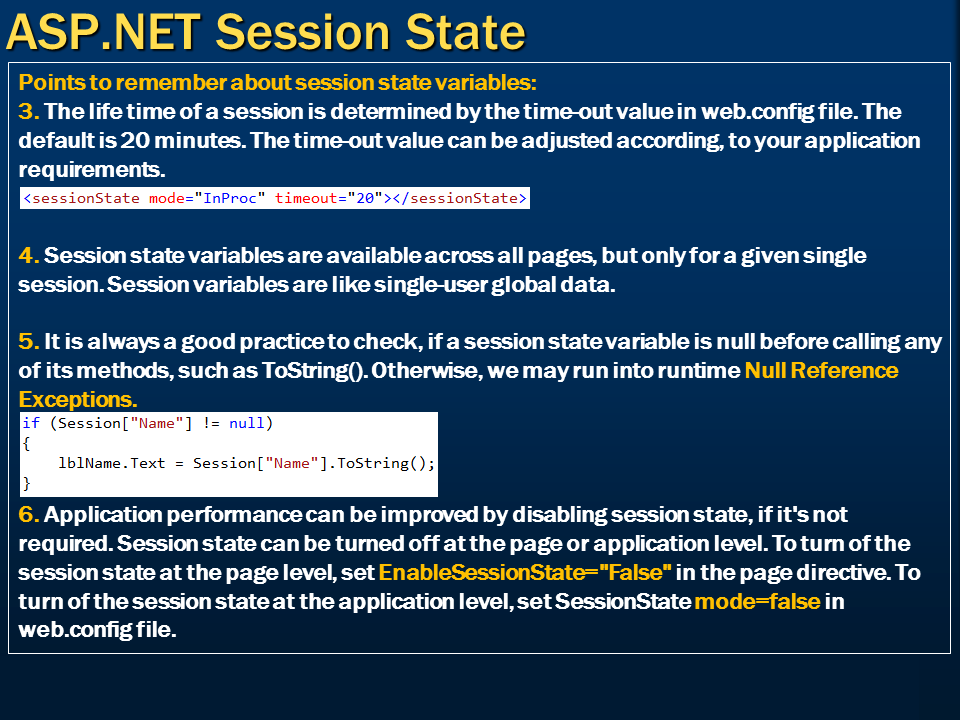 ASP.NET Session State
Points to remember about session state variables:
3. The life time of a session is determined by the time-out value in web.config file. The
default is 20 minutes. The time-out value can be adjusted according, to your application
requirements.
<sessionState mode="InProc" timeout="20"></sessionState>
4. Session state variables are available across all pages, but only for a given single
session. Session variables are like single-user global data.
5. It is always a good practice to check, if a session state variable is null before calling any
of its methods, such as ToString(). Otherwise, we may run into runtime Null Reference
Exceptions.
if (Session["Name"] != null)
{
    lblName.Text = Session["Name"].ToString();
}
6. Application performance can be improved by disabling session state, if it's not
required. Session state can be turned off at the page or application level. To turn of the
session state at the page level, set EnableSessionState="False" in the page directive. To
turn of the session state at the application level, set SessionState mode=false in
web.config file.